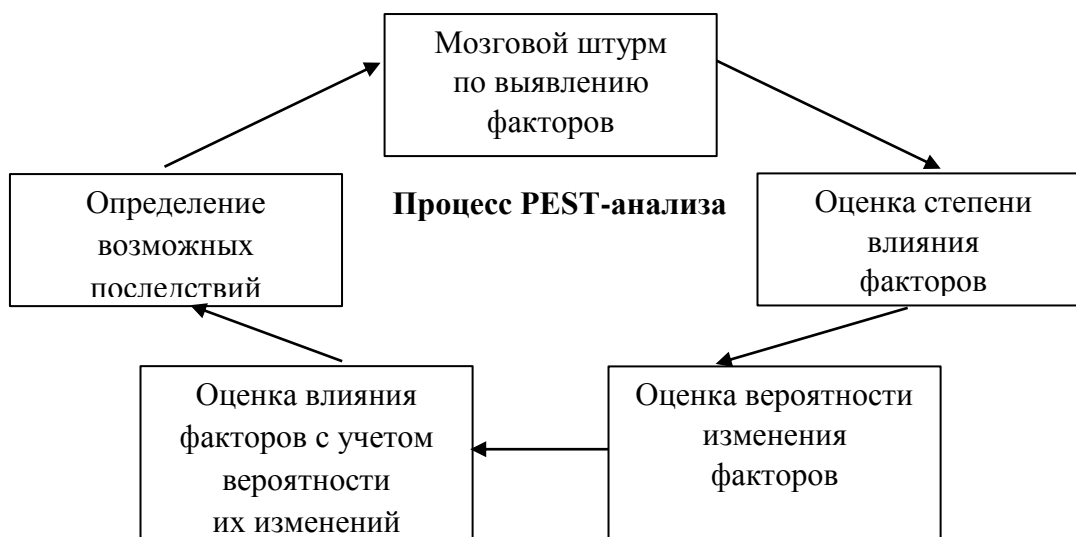 Мозговой штурм
по выявлению
факторов
Процесс PEST-анализа
Оценка степени
влияния
факторов
Оценка вероятности
изменения
факторов
Оценка влияния
факторов с учетом
вероятности
их изменений
Определение
возможных
последствий